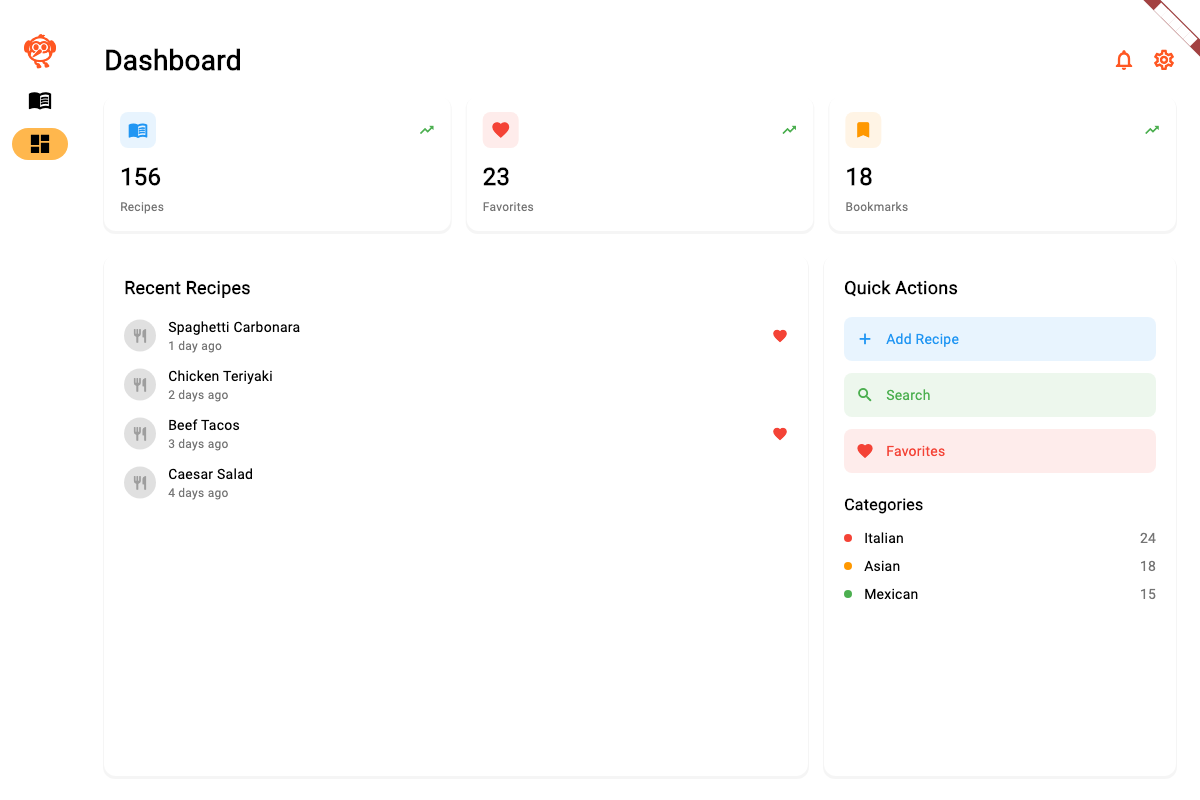 Dashboard
156
Recipes
23
Favorites
18
Bookmarks
Recent Recipes
Spaghetti Carbonara
1 day ago
Chicken Teriyaki
2 days ago
Beef Tacos
3 days ago
Caesar Salad
4 days ago
Quick Actions
Add Recipe
Search
Favorites
Categories
Italian 24
Asian 18
Mexican 15